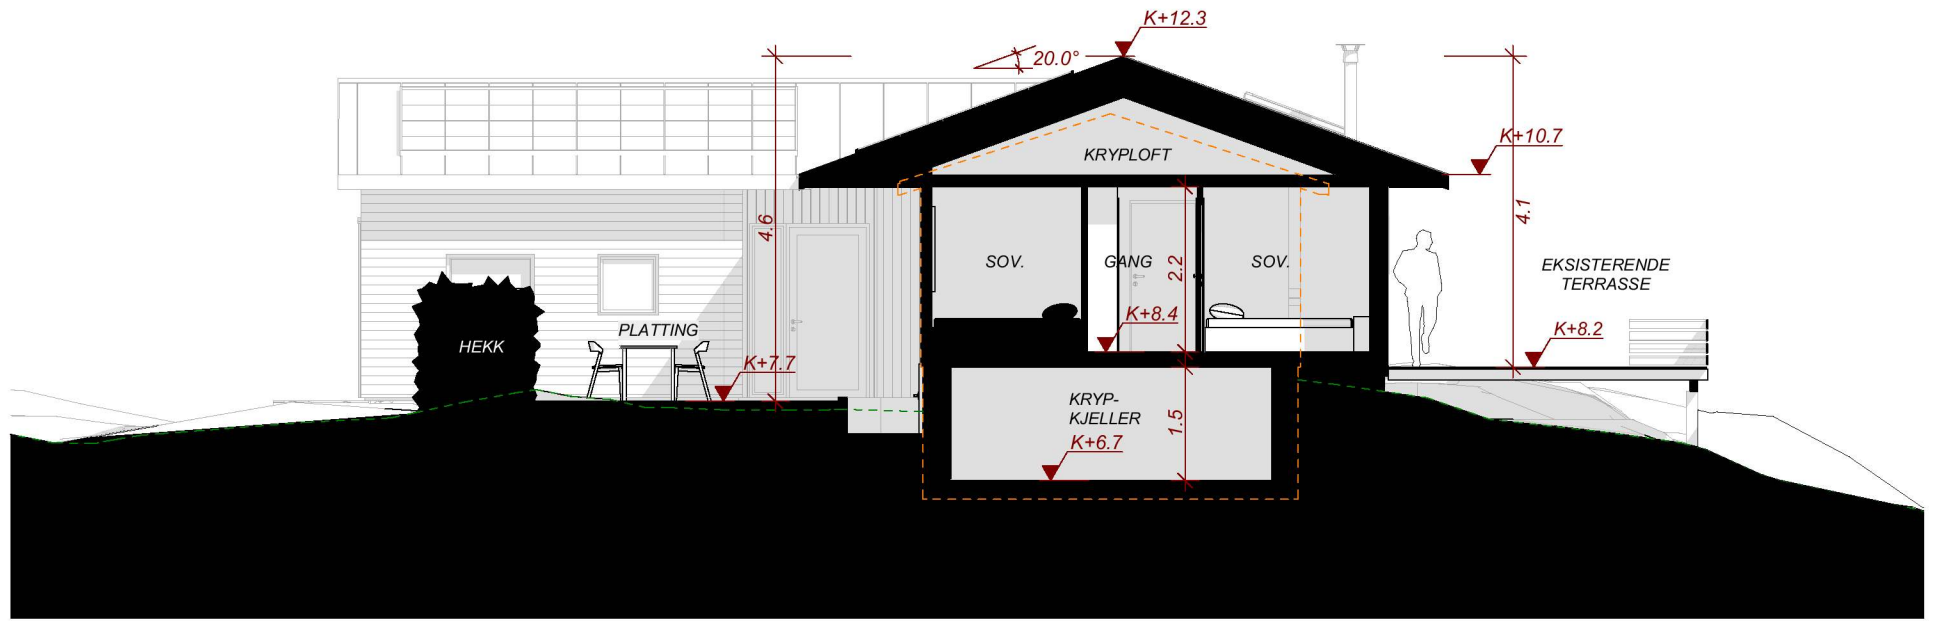 K+12.3
20.0°
K+10.7
KRYPLOFT
4.6
4.1
SOV.
GANG
2.2
SOV.
EKSISTERENDE
TERRASSE
K+8.4
K+8.2
PLATTING
HEKK
K+7.7
KRYP-
KJELLER
1.5
K+6.7